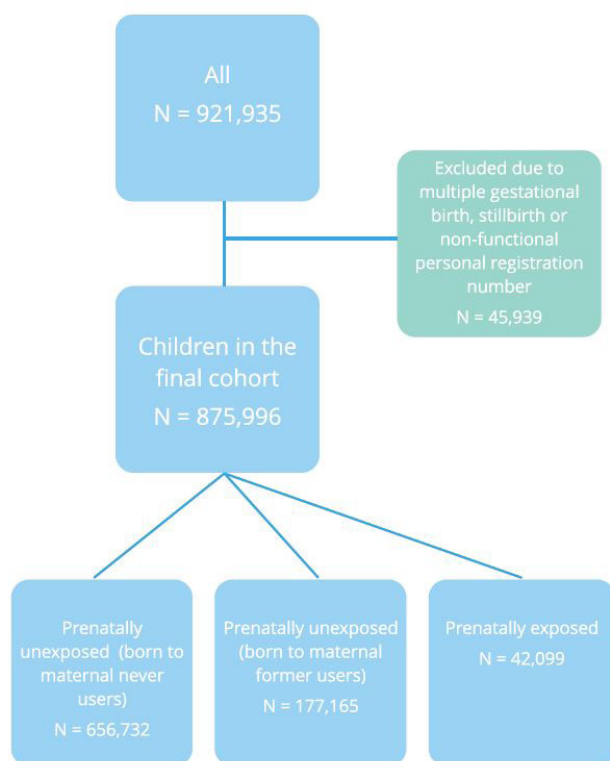 All
N = 921,935
Excluded due to
multiple gestational
birth, stillbirth or
non-functional
personal registration
number
N = 45,939
Children in the
final cohort
N = 875,996
Prenatally
unexposed (born to
maternal never
users)
N = 656,732
Prenatally unexposed
(born to maternal
former users)
N = 177,165
Prenatally exposed
N = 42,099